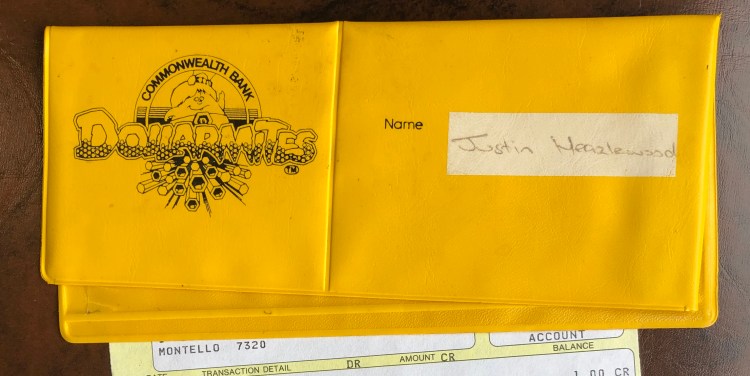 COMMONWEALTH BANK
DOLLARMITES
TM
Name Justin Heazlewood
MONTELLO 7320
ACCOUNT
TRANSACTION DETAIL DR AMOUNT CR BALANCE
1.00 CR